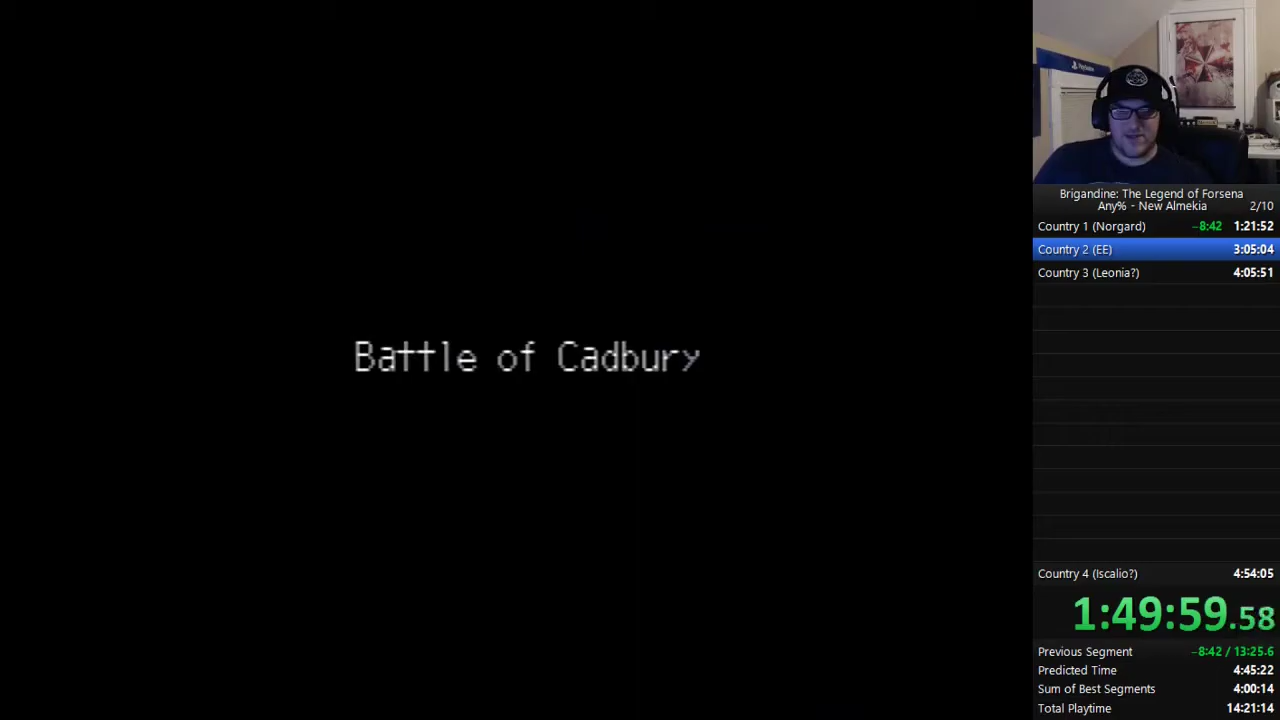 Battle of Cadbury
PlayStation
Brigandine: The Legend of Forsena
Any% - New Almekia 2/10
Country 1 (Norgard) −8:42 1:21:52
Country 2 (EE) 3:05:04
Country 3 (Leonia?) 4:05:51
Country 4 (Iscalio?) 4:54:05
1:49:59.58
Previous Segment −8:42 / 13:25.6
Predicted Time 4:45:22
Sum of Best Segments 4:00:14
Total Playtime 14:21:14